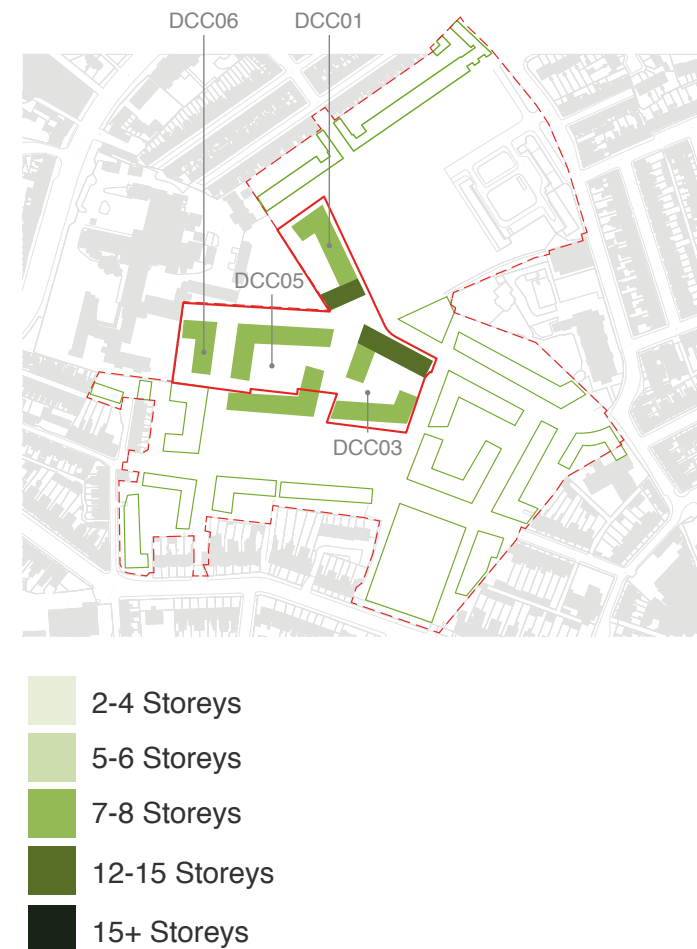 DCC06
DCC01
DCC05
DCC03
2-4 Storeys
5-6 Storeys
7-8 Storeys
12-15 Storeys
15+ Storeys